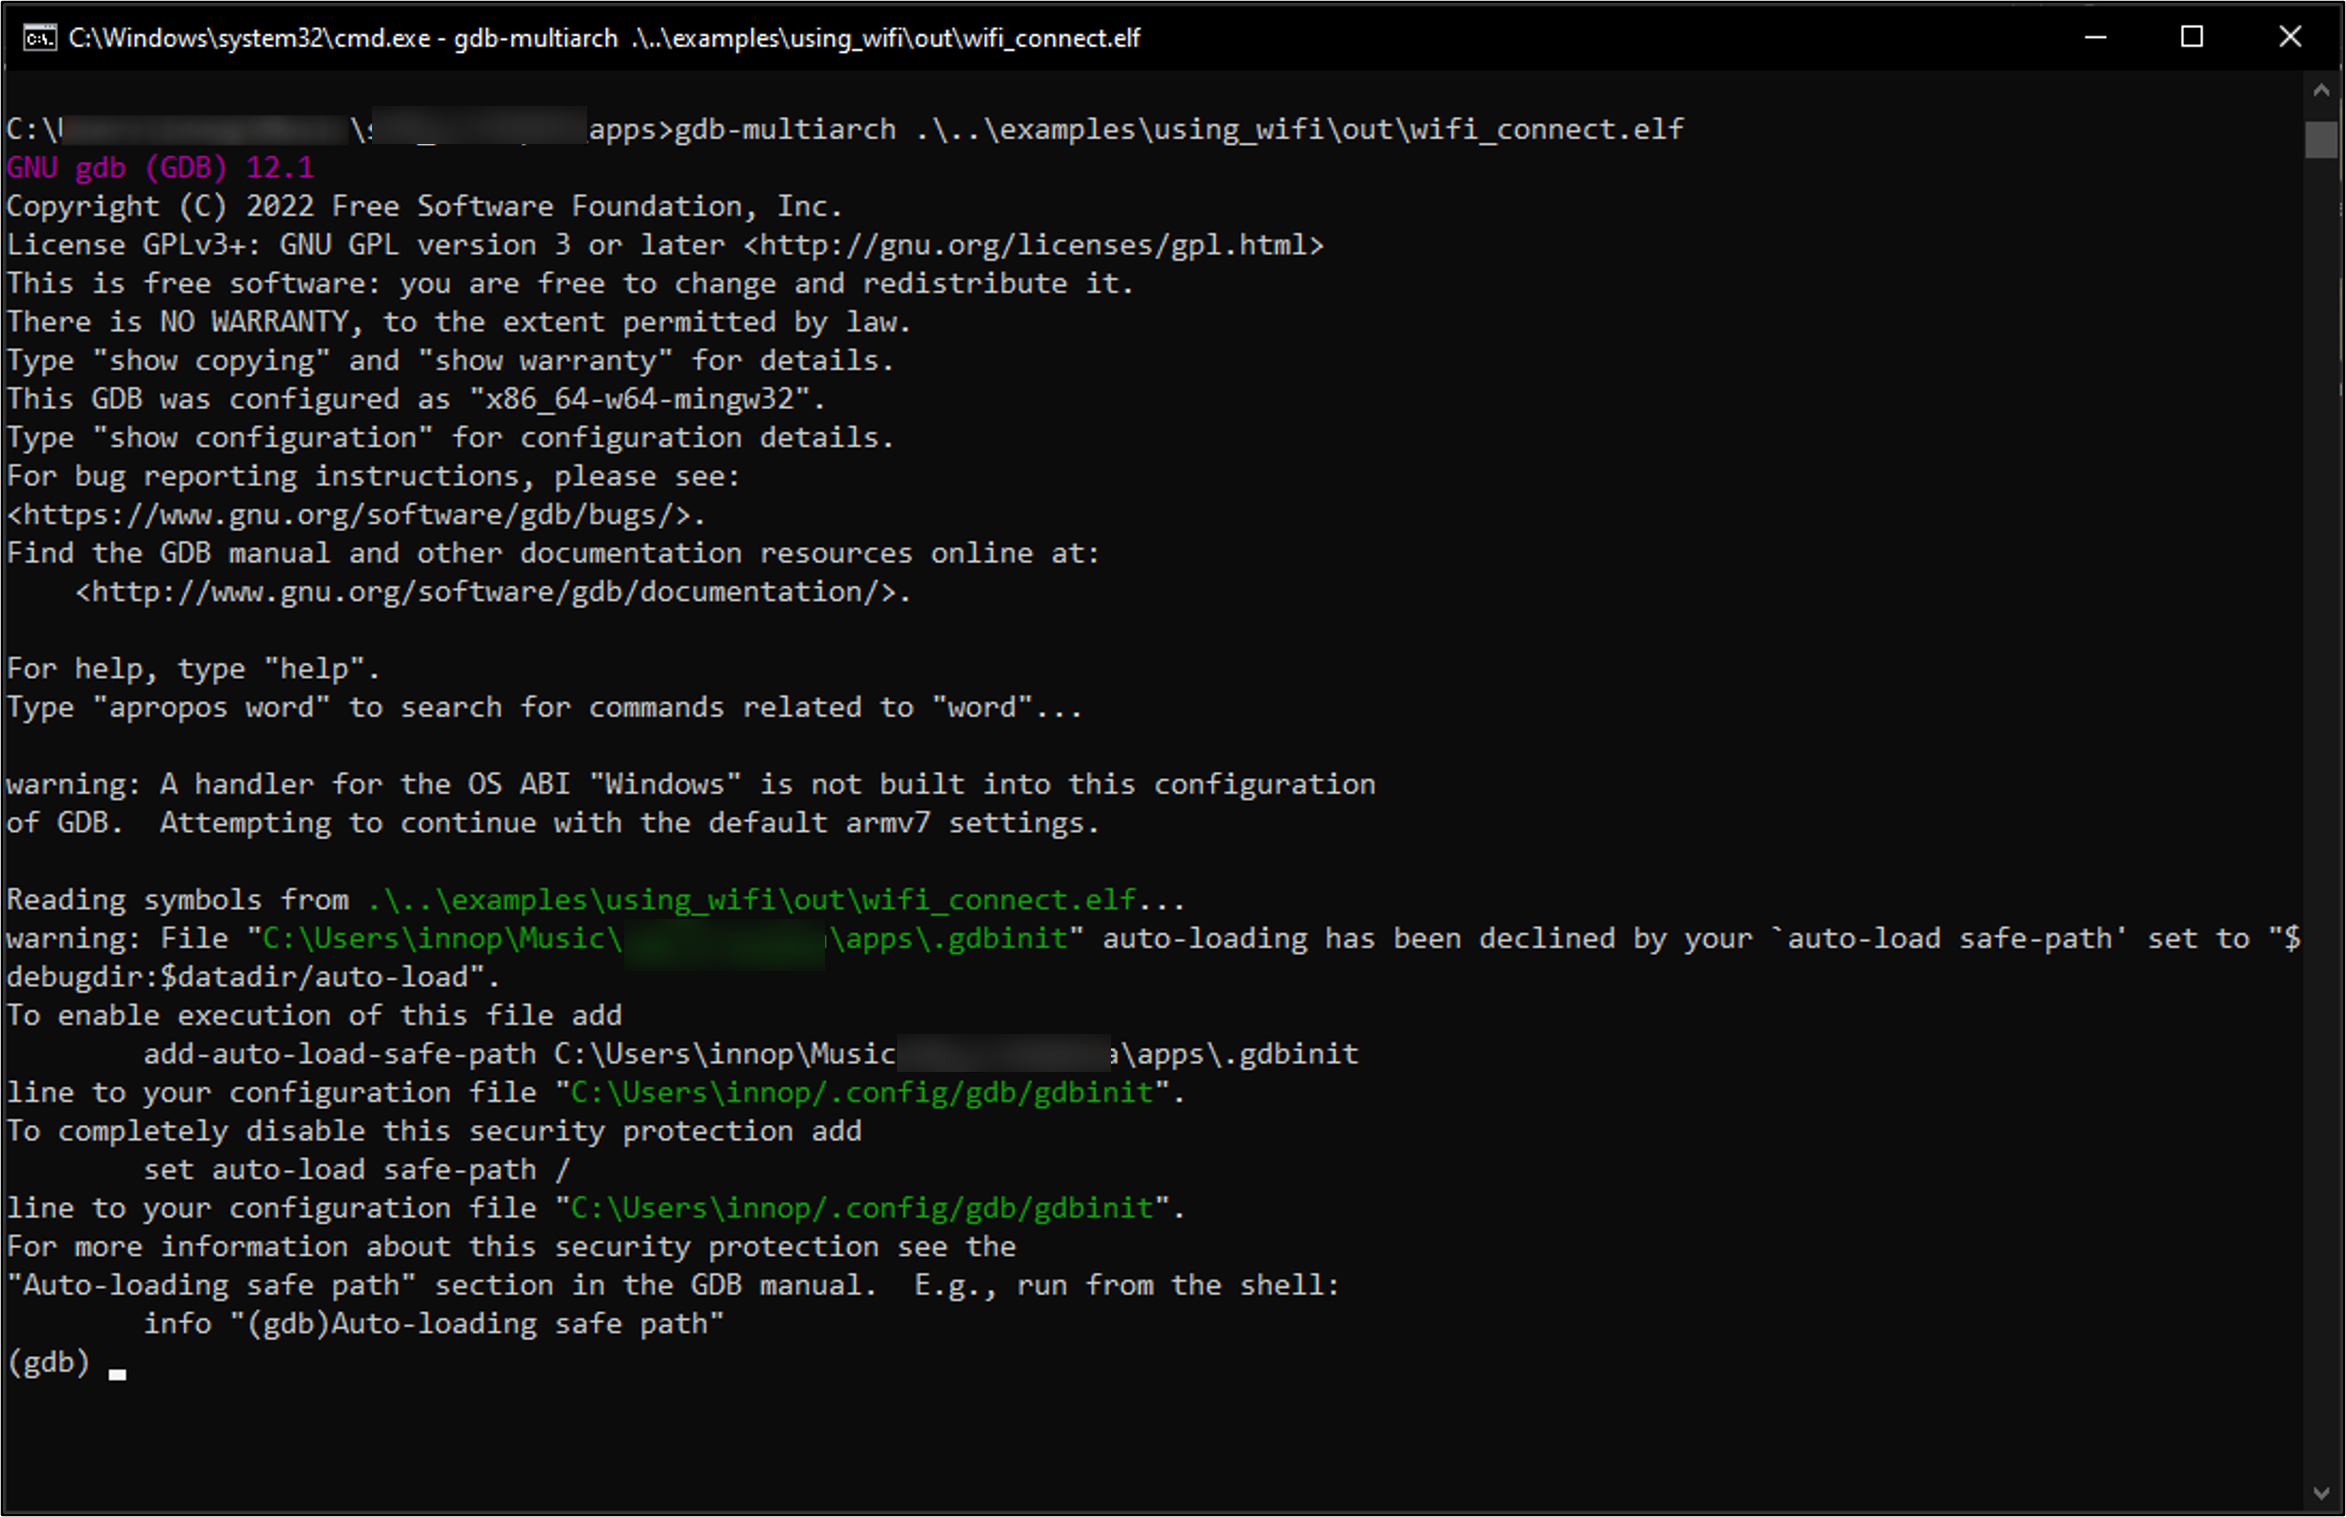 C:\Windows\system32\cmd.exe - gdb-multiarch .\..\examples\using_wifi\out\wifi_connect.elf
C:\ \ apps>gdb-multiarch .\..\examples\using_wifi\out\wifi_connect.elf
GNU gdb (GDB) 12.1
Copyright (C) 2022 Free Software Foundation, Inc.
License GPLv3+: GNU GPL version 3 or later <http://gnu.org/licenses/gpl.html>
This is free software: you are free to change and redistribute it.
There is NO WARRANTY, to the extent permitted by law.
Type "show copying" and "show warranty" for details.
This GDB was configured as "x86_64-w64-mingw32".
Type "show configuration" for configuration details.
For bug reporting instructions, please see:
<https://www.gnu.org/software/gdb/bugs/>.
Find the GDB manual and other documentation resources online at:
    <http://www.gnu.org/software/gdb/documentation/>.
For help, type "help".
Type "apropos word" to search for commands related to "word"...
warning: A handler for the OS ABI "Windows" is not built into this configuration
of GDB.  Attempting to continue with the default armv7 settings.
Reading symbols from .\..\examples\using_wifi\out\wifi_connect.elf...
warning: File "C:\Users\innop\Music\ \apps\.gdbinit" auto-loading has been declined by your `auto-load safe-path' set to "$
debugdir:$datadir/auto-load".
To enable execution of this file add
        add-auto-load-safe-path C:\Users\innop\Music a\apps\.gdbinit
line to your configuration file "C:\Users\innop/.config/gdb/gdbinit".
To completely disable this security protection add
        set auto-load safe-path /
line to your configuration file "C:\Users\innop/.config/gdb/gdbinit".
For more information about this security protection see the
"Auto-loading safe path" section in the GDB manual.  E.g., run from the shell:
        info "(gdb)Auto-loading safe path"
(gdb)